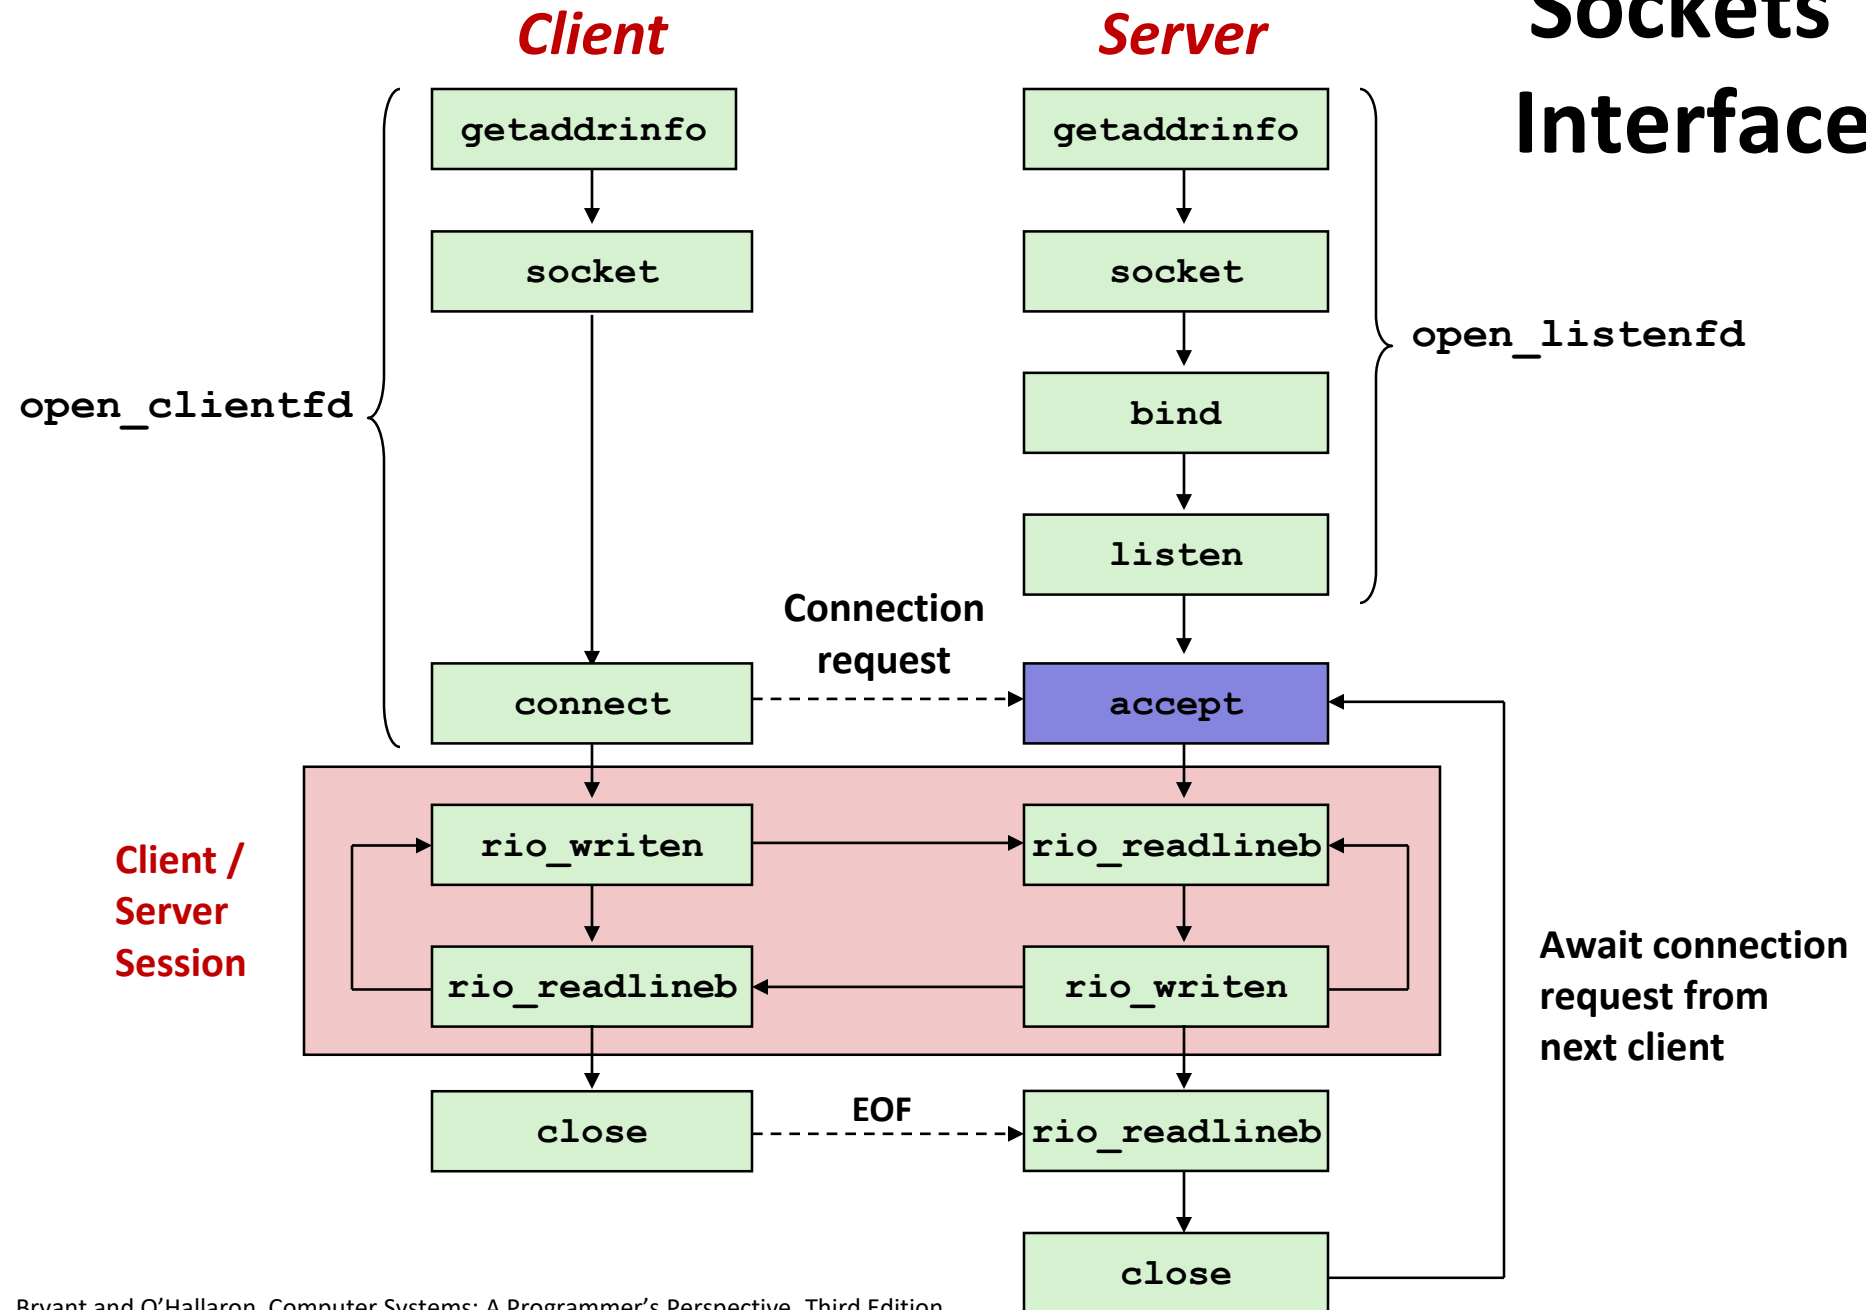 Sockets
Interface
Client
Server
getaddrinfo
getaddrinfo
socket
socket
open_listenfd
open_clientfd
bind
listen
Connection
request
connect
accept
Client /
Server
Session
rio_writen
rio_readlineb
rio_readlineb
rio_writen
Await connection
request from
next client
close
EOF
rio_readlineb
close
Bryant and O'Hallaron, Computer Systems: A Programmer's Perspective, Third Edition